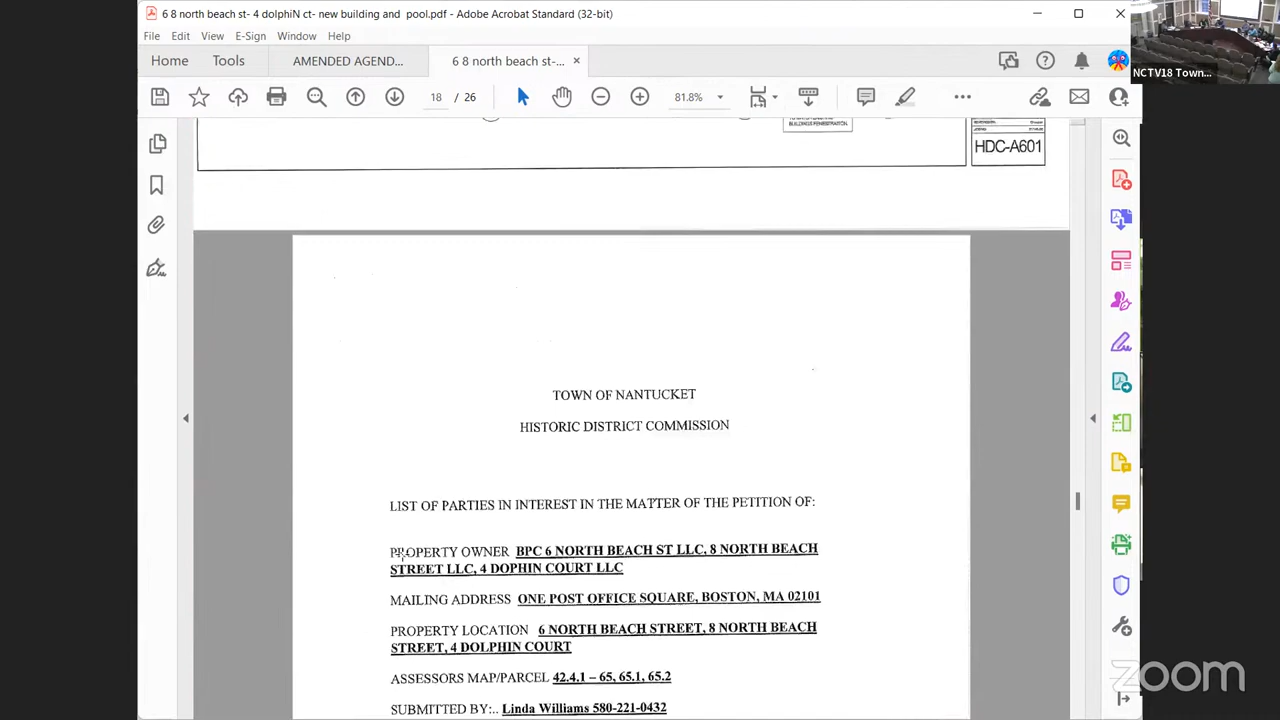 6 8 north beach st- 4 dolphiN ct- new building and pool.pdf - Adobe Acrobat Standard (32-bit)
File Edit View E-Sign Window Help
Home Tools AMENDED AGEND... 6 8 north beach st-... ×
18 / 26 81.8%
NCTV18 Town...
HDC-A601
TOWN OF NANTUCKET
HISTORIC DISTRICT COMMISSION
LIST OF PARTIES IN INTEREST IN THE MATTER OF THE PETITION OF:
PROPERTY OWNER BPC 6 NORTH BEACH ST LLC, 8 NORTH BEACH
STREET LLC, 4 DOPHIN COURT LLC
MAILING ADDRESS ONE POST OFFICE SQUARE, BOSTON, MA 02101
PROPERTY LOCATION 6 NORTH BEACH STREET, 8 NORTH BEACH
STREET, 4 DOLPHIN COURT
ASSESSORS MAP/PARCEL 42.4.1 – 65, 65.1, 65.2
SUBMITTED BY:.. Linda Williams 580-221-0432
zoom